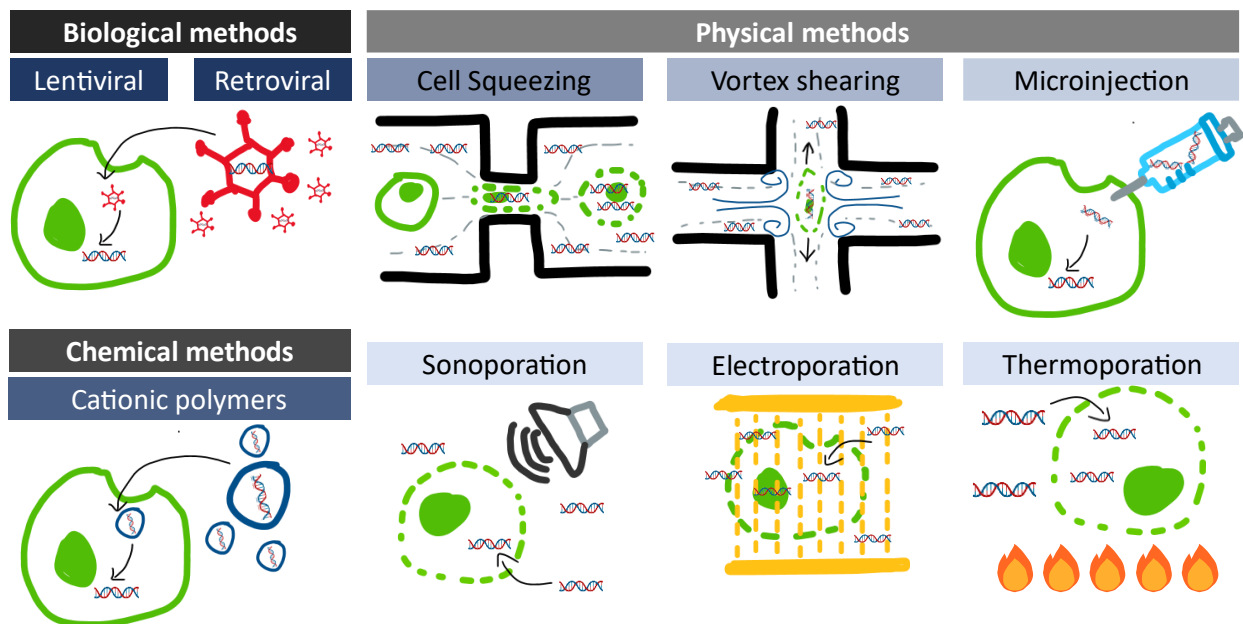 Biological methods
Lentiviral
Retroviral
Physical methods
Cell Squeezing
Vortex shearing
Microinjection
Chemical methods
Cationic polymers
Sonoporation
Electroporation
Thermoporation